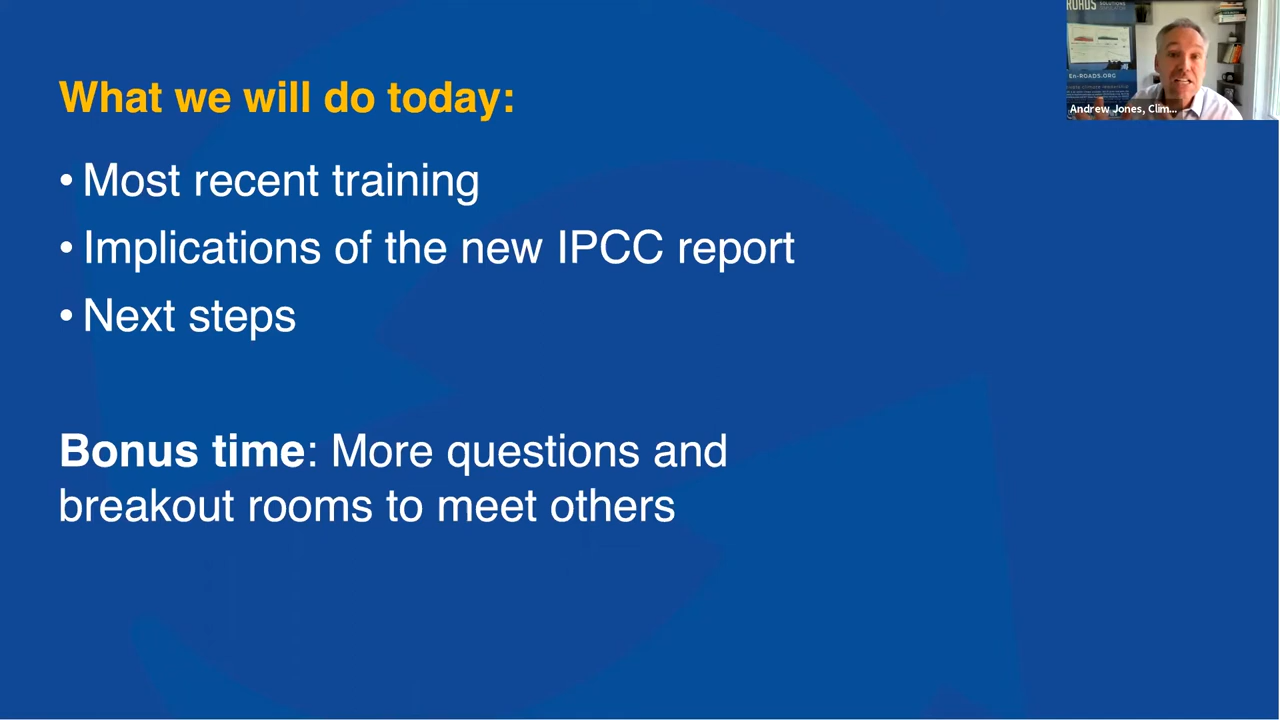 What we will do today:
• Most recent training
• Implications of the new IPCC report
• Next steps
Bonus time: More questions and
breakout rooms to meet others
SOLUTIONS
En-ROADS.ORG
Andrew Jones, Clim...